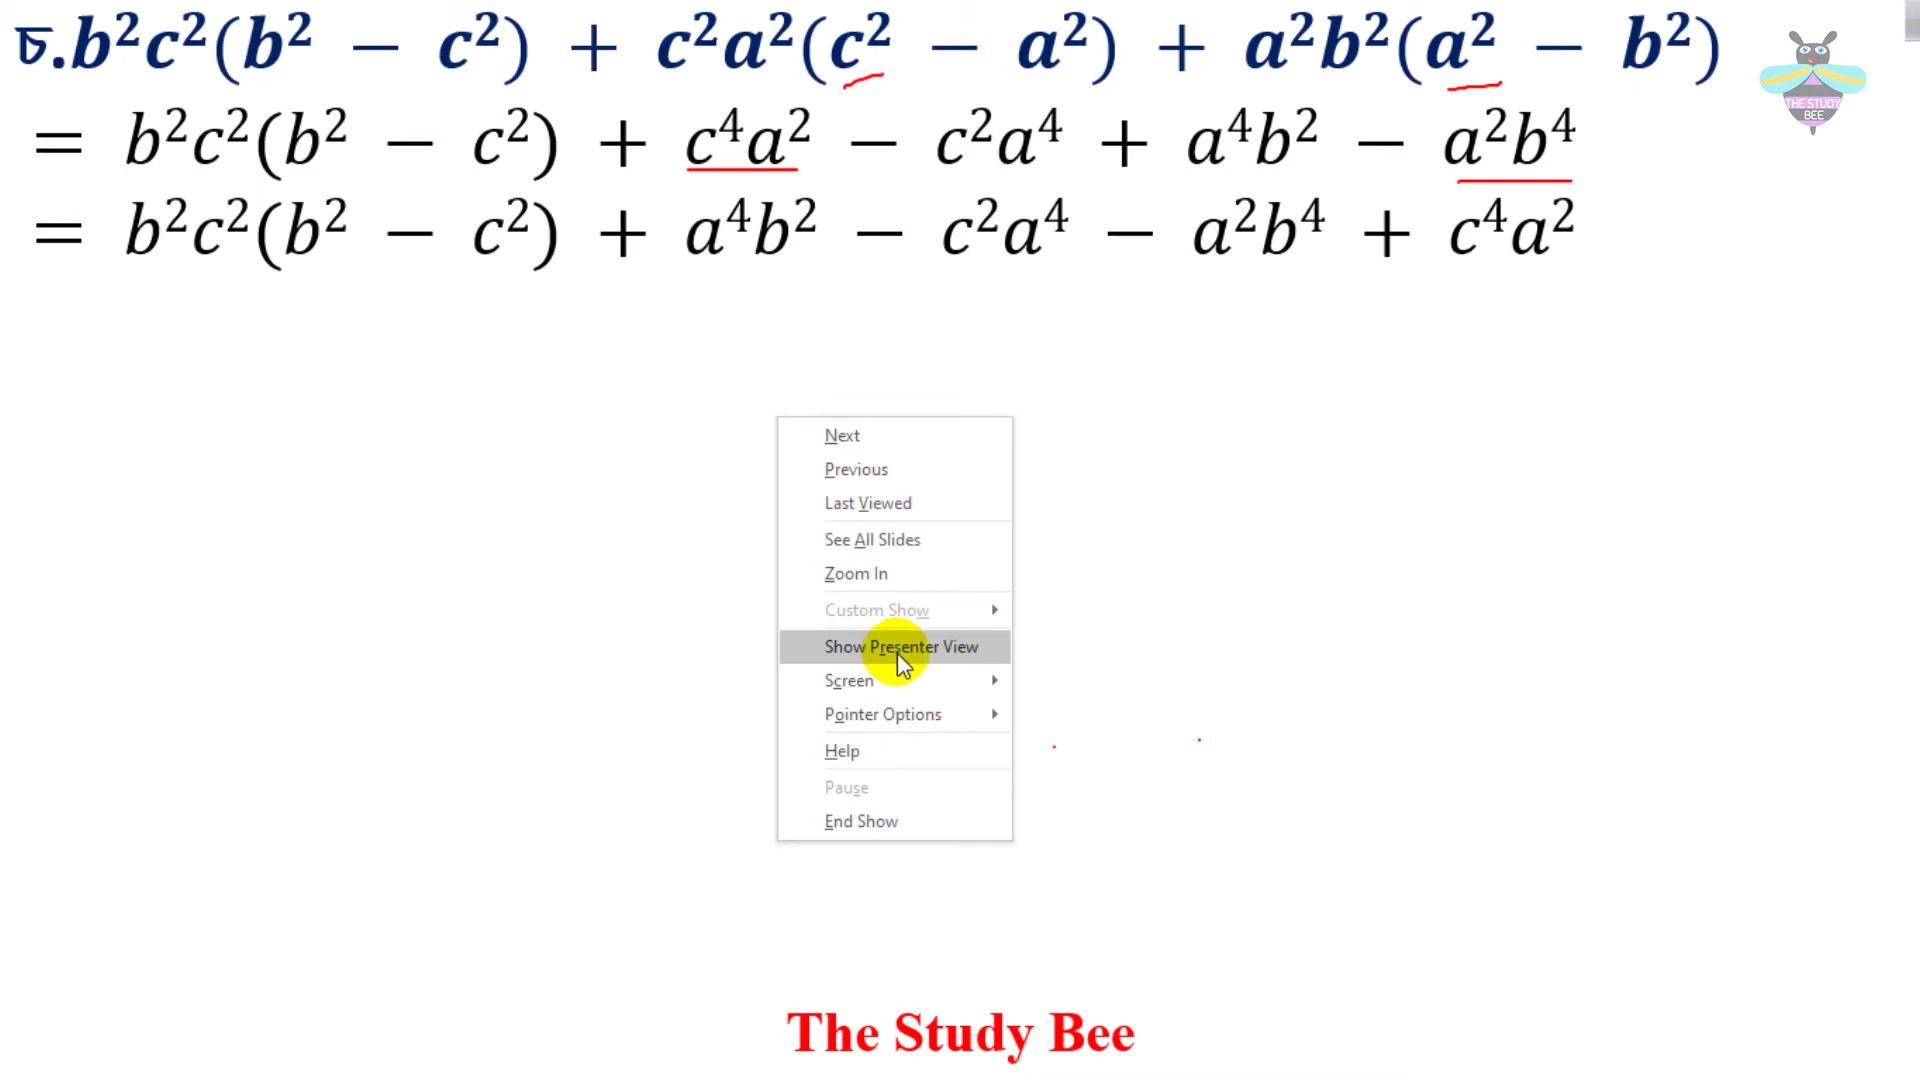 চ.b²c²(b² − c²) + c²a²(c² − a²) + a²b²(a² − b²)
= b²c²(b² − c²) + c⁴a² − c²a⁴ + a⁴b² − a²b⁴
= b²c²(b² − c²) + a⁴b² − c²a⁴ − a²b⁴ + c⁴a²
THE STUDY
BEE
Next
Previous
Last Viewed
See All Slides
Zoom In
Custom Show
Show Presenter View
Screen
Pointer Options
Help
Pause
End Show
The Study Bee